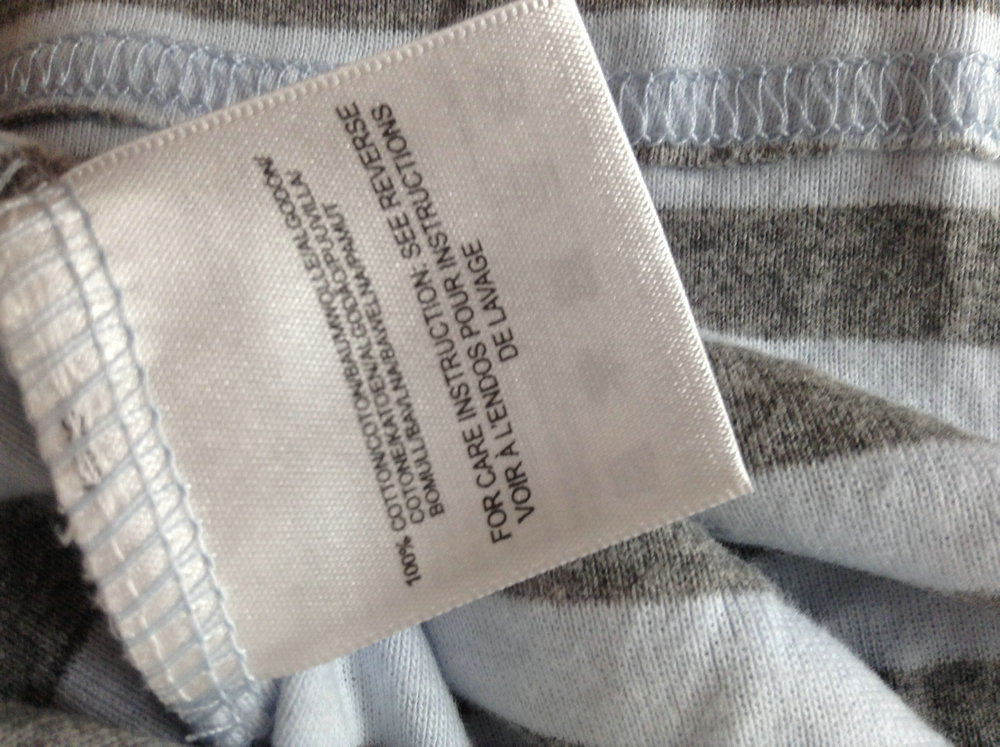 100% COTTON/COTON/BAUMWOLLE/ALGODON/
COTONE/KATOEN/ALGODÃO/PUUVILLA/
BOMULL/BAVLNA/BAWEŁNA/PAMUT
FOR CARE INSTRUCTION: SEE REVERSE
VOIR À L'ENDOS POUR INSTRUCTIONS
DE LAVAGE